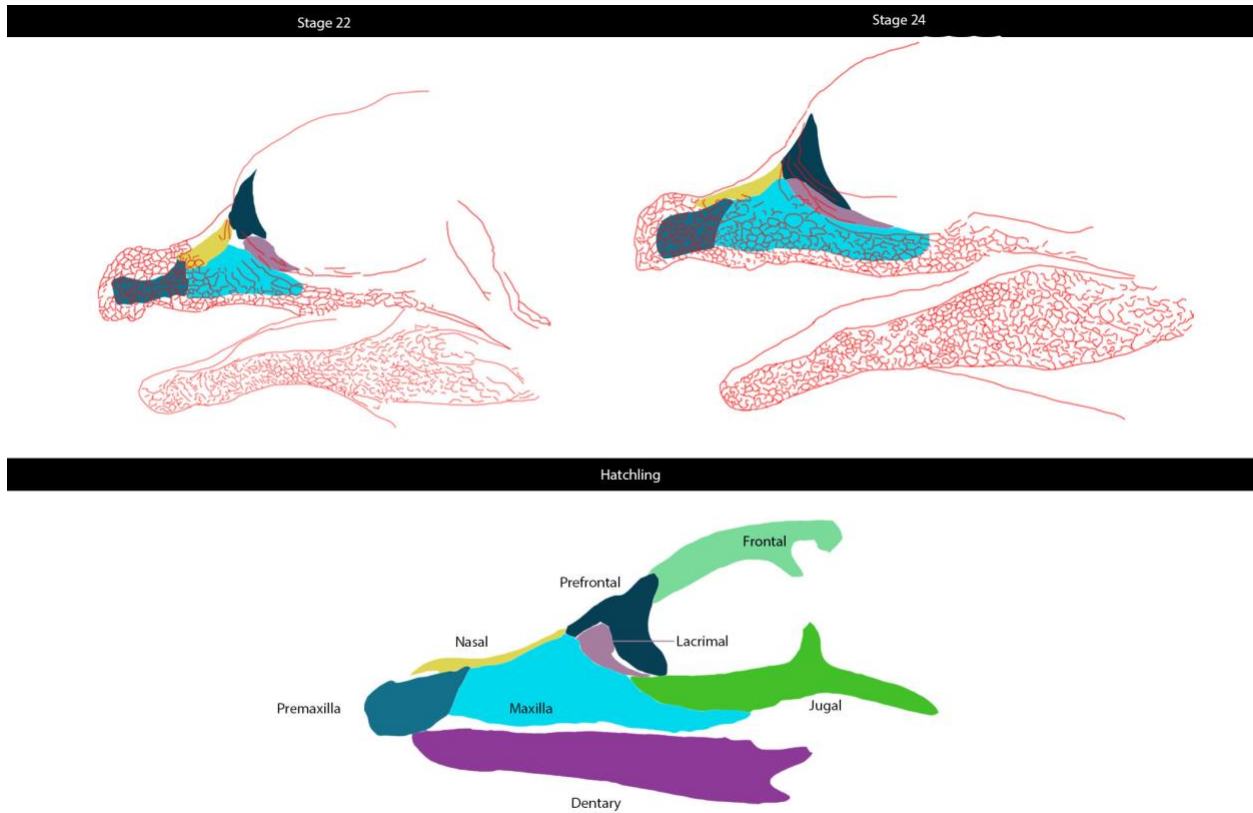 Stage 22
Stage 24
Hatchling
Frontal
Prefrontal
Nasal
Lacrimal
Premaxilla
Maxilla
Jugal
Dentary